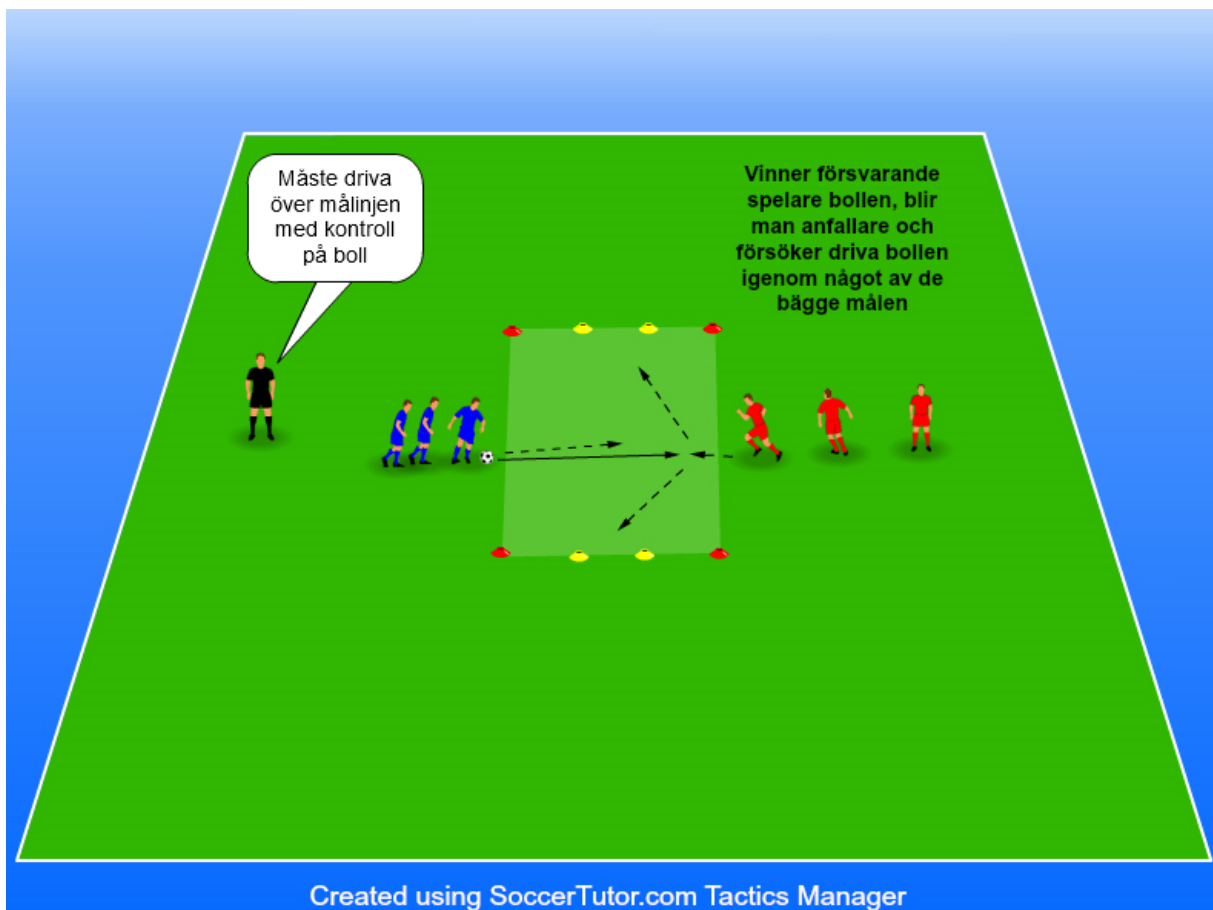 Måste driva
över målinjen
med kontroll
på boll
Vinner försvarande
spelare bollen, blir
man anfallare och
försöker driva bollen
igenom något av de
bägge målen
Created using SoccerTutor.com Tactics Manager